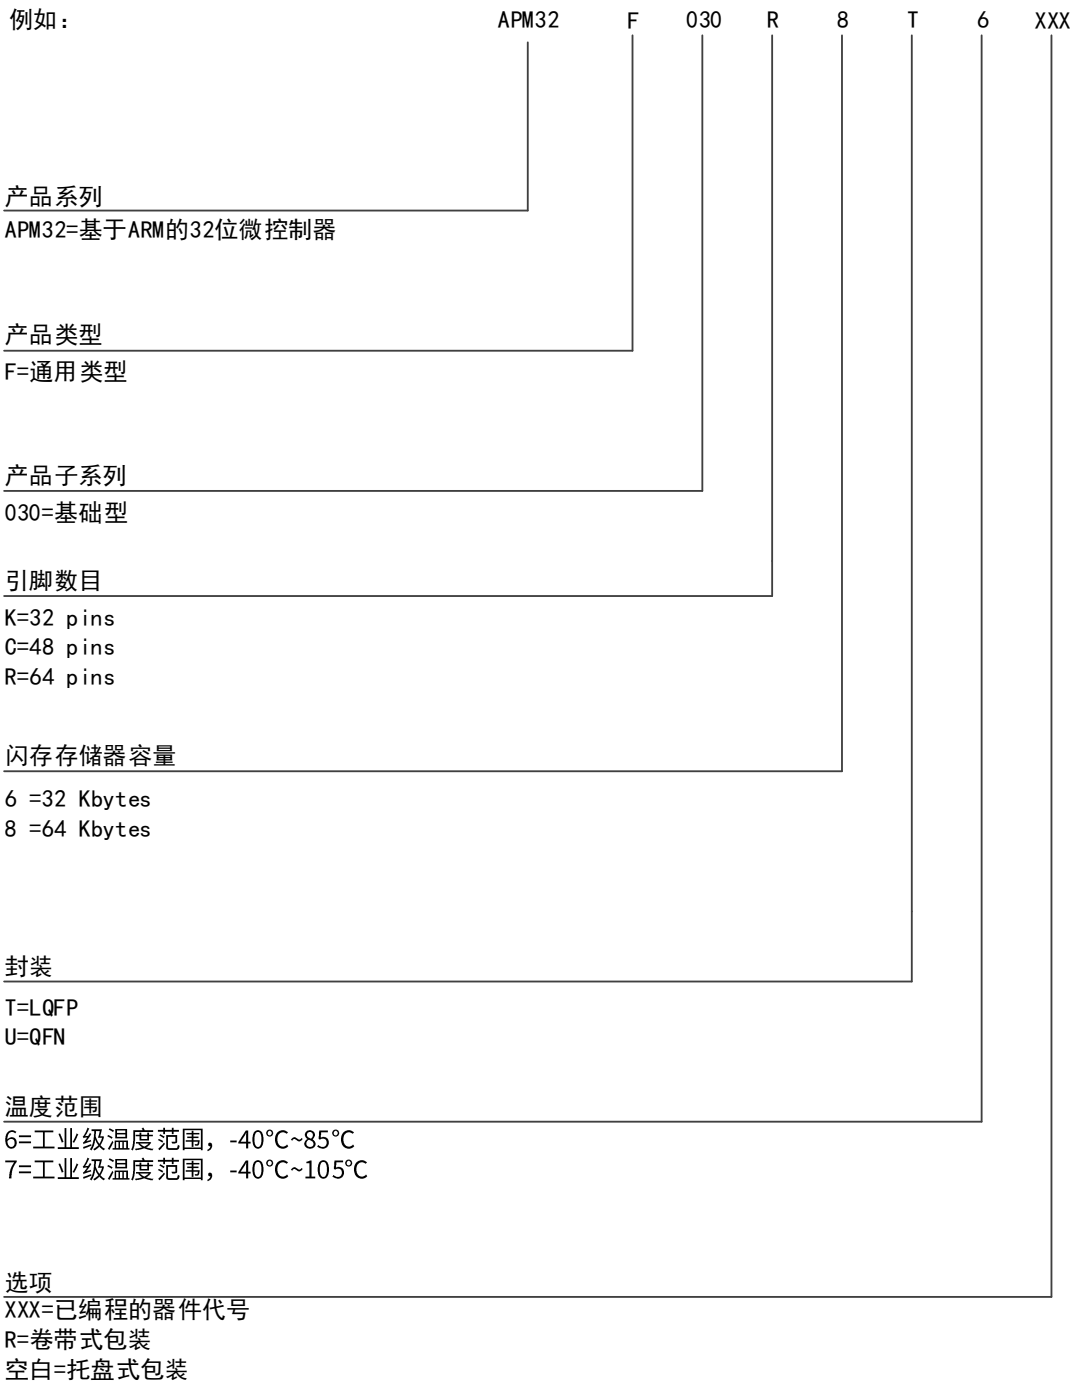 例如： APM32 F 030 R 8 T 6 XXX
产品系列
APM32=基于ARM的32位微控制器
产品类型
F=通用类型
产品子系列
030=基础型
引脚数目
K=32 pins
C=48 pins
R=64 pins
闪存存储器容量
6 =32 Kbytes
8 =64 Kbytes
封装
T=LQFP
U=QFN
温度范围
6=工业级温度范围，-40℃~85℃
7=工业级温度范围，-40℃~105℃
选项
XXX=已编程的器件代号
R=卷带式包装
空白=托盘式包装